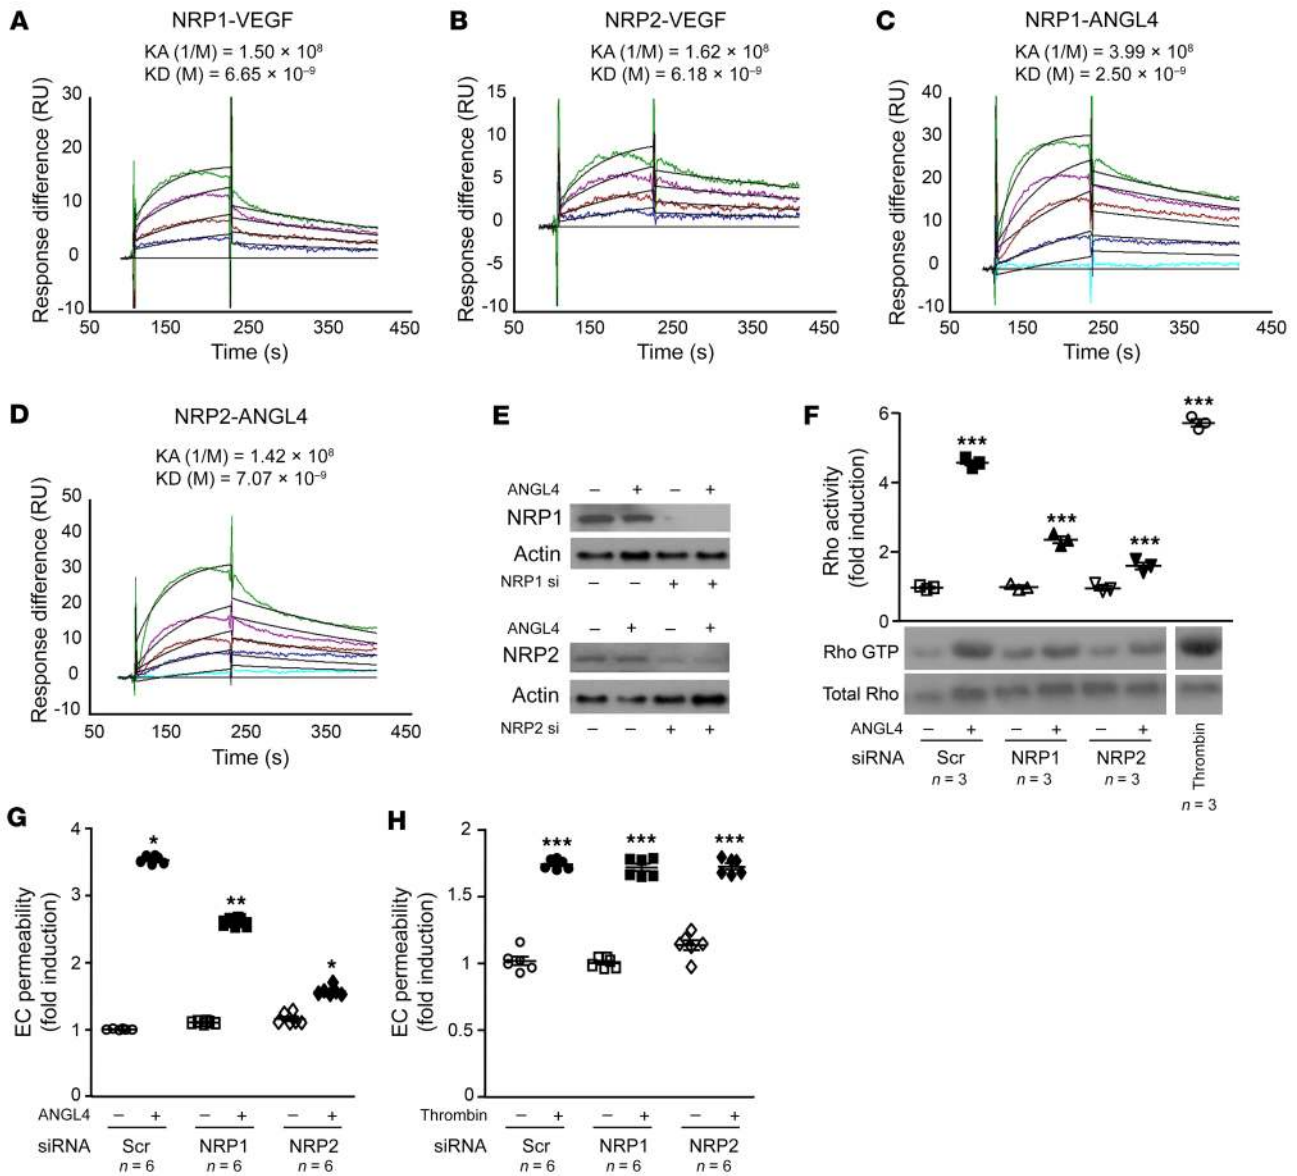 A
NRP1-VEGF
KA (1/M) = 1.50 × 10⁸
KD (M) = 6.65 × 10⁻⁹
Response difference (RU)
30
20
10
0
-10
50 150 250 350 450
Time (s)
B
NRP2-VEGF
KA (1/M) = 1.62 × 10⁸
KD (M) = 6.18 × 10⁻⁹
Response difference (RU)
15
10
5
0
-5
-10
50 150 250 350 450
Time (s)
C
NRP1-ANGL4
KA (1/M) = 3.99 × 10⁸
KD (M) = 2.50 × 10⁻⁹
Response difference (RU)
40
30
20
10
0
-10
50 150 250 350 450
Time (s)
D
NRP2-ANGL4
KA (1/M) = 1.42 × 10⁸
KD (M) = 7.07 × 10⁻⁹
Response difference (RU)
50
40
30
20
10
0
-10
50 150 250 350 450
Time (s)
E
ANGL4 – + – +
NRP1
Actin
NRP1 si – – + +
ANGL4 – + – +
NRP2
Actin
NRP2 si – – + +
F
Rho activity
(fold induction)
6
4
2
0
*** *** *** ***
Rho GTP
Total Rho
ANGL4 – + – + – +
siRNA Scr NRP1 NRP2
n = 3 n = 3 n = 3
Thrombin
n = 3
G
EC permeability
(fold induction)
4
3
2
1
0
* ** *
ANGL4 – + – + – +
siRNA Scr NRP1 NRP2
n = 6 n = 6 n = 6
H
EC permeability
(fold induction)
2
1.5
1
0.5
0
*** *** ***
Thrombin – + – + – +
siRNA Scr NRP1 NRP2
n = 6 n = 6 n = 6